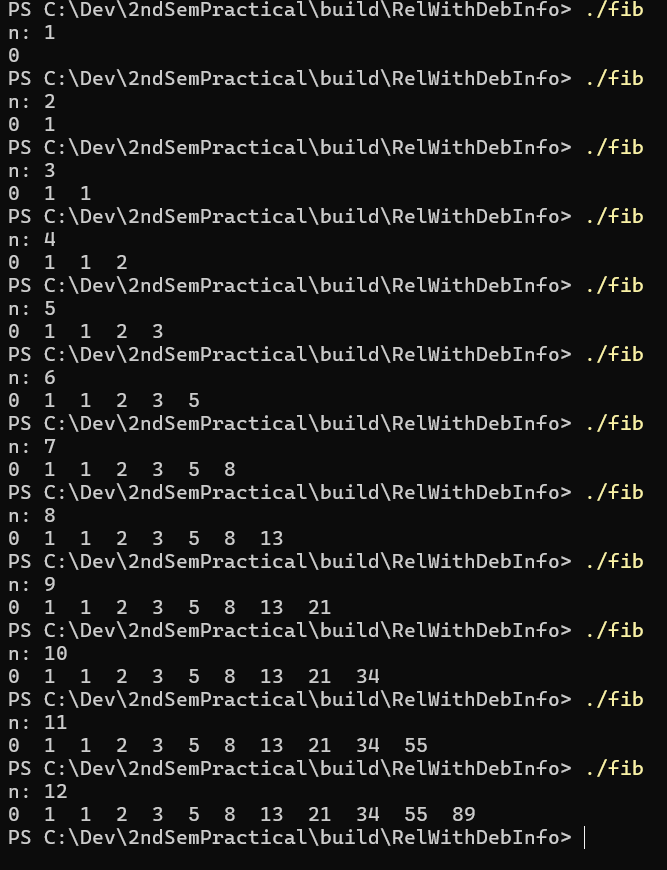 PS C:\Dev\2ndSemPractical\build\RelWithDebInfo> ./fib
n: 1
0
PS C:\Dev\2ndSemPractical\build\RelWithDebInfo> ./fib
n: 2
0  1
PS C:\Dev\2ndSemPractical\build\RelWithDebInfo> ./fib
n: 3
0  1  1
PS C:\Dev\2ndSemPractical\build\RelWithDebInfo> ./fib
n: 4
0  1  1  2
PS C:\Dev\2ndSemPractical\build\RelWithDebInfo> ./fib
n: 5
0  1  1  2  3
PS C:\Dev\2ndSemPractical\build\RelWithDebInfo> ./fib
n: 6
0  1  1  2  3  5
PS C:\Dev\2ndSemPractical\build\RelWithDebInfo> ./fib
n: 7
0  1  1  2  3  5  8
PS C:\Dev\2ndSemPractical\build\RelWithDebInfo> ./fib
n: 8
0  1  1  2  3  5  8  13
PS C:\Dev\2ndSemPractical\build\RelWithDebInfo> ./fib
n: 9
0  1  1  2  3  5  8  13  21
PS C:\Dev\2ndSemPractical\build\RelWithDebInfo> ./fib
n: 10
0  1  1  2  3  5  8  13  21  34
PS C:\Dev\2ndSemPractical\build\RelWithDebInfo> ./fib
n: 11
0  1  1  2  3  5  8  13  21  34  55
PS C:\Dev\2ndSemPractical\build\RelWithDebInfo> ./fib
n: 12
0  1  1  2  3  5  8  13  21  34  55  89
PS C:\Dev\2ndSemPractical\build\RelWithDebInfo>